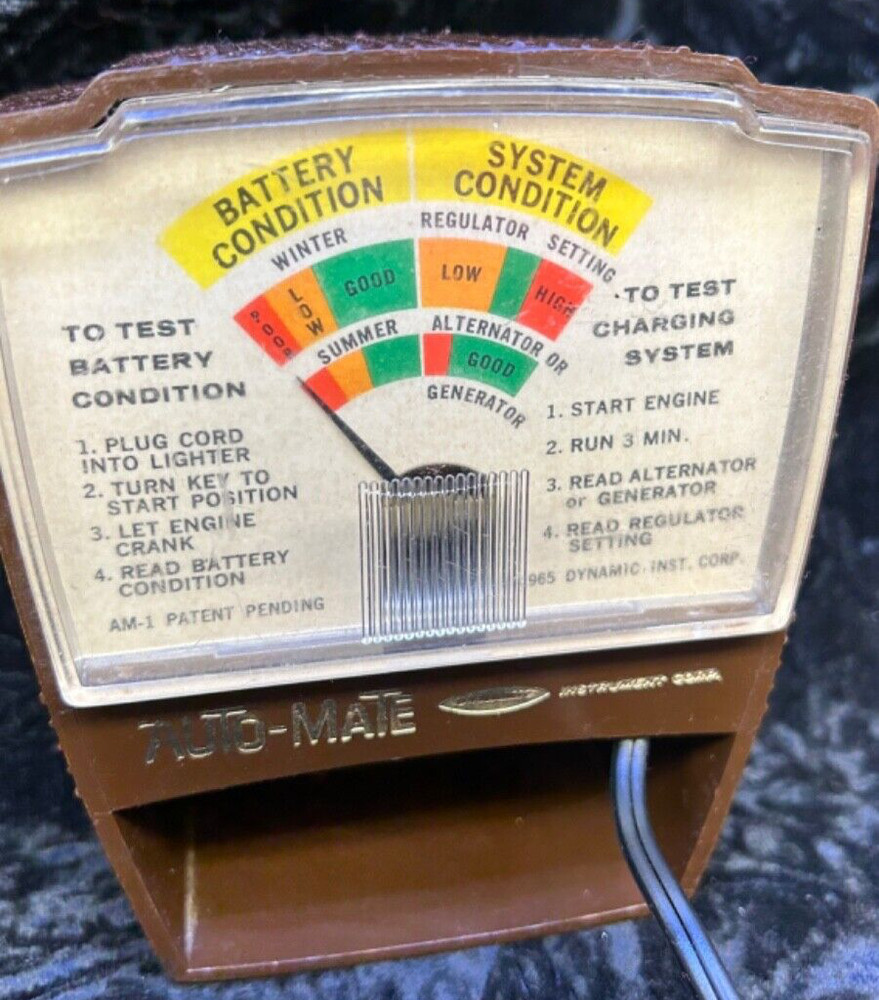 BATTERY
CONDITION
SYSTEM
CONDITION
WINTER
REGULATOR SETTING
POOR
LOW
GOOD
LOW
HIGH
SUMMER
ALTERNATOR OR
GOOD
GENERATOR
TO TEST
BATTERY
CONDITION
1. PLUG CORD
INTO LIGHTER
2. TURN KEY TO
START POSITION
3. LET ENGINE
CRANK
4. READ BATTERY
CONDITION
AM-1 PATENT PENDING
TO TEST
CHARGING
SYSTEM
1. START ENGINE
2. RUN 3 MIN.
3. READ ALTERNATOR
or GENERATOR
4. READ REGULATOR
SETTING
965 DYNAMIC INST. CORP.
AUTO-MATE
INSTRUMENT CORP.